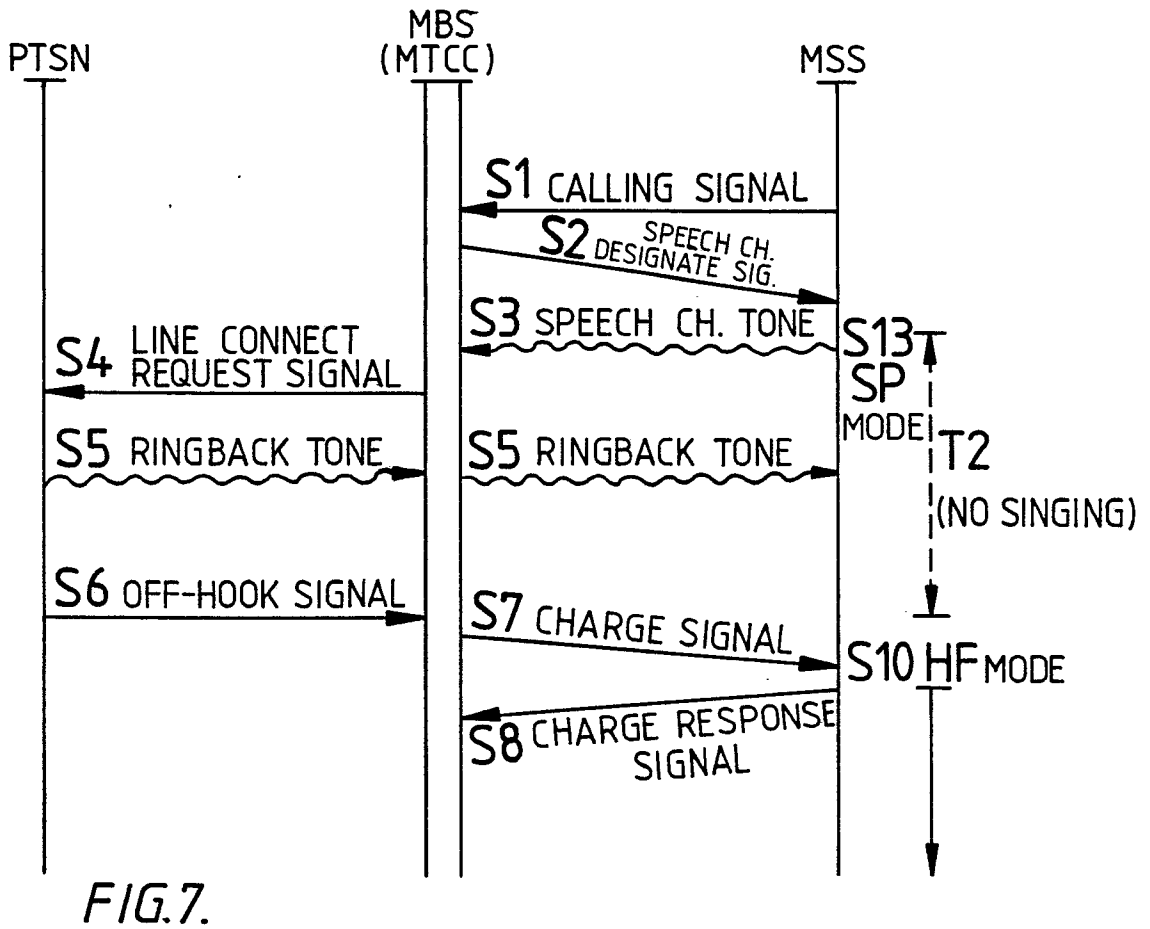 PTSN
MBS
(MTCC)
MSS
S1 CALLING SIGNAL
S2 SPEECH CH.
DESIGNATE SIG.
S3 SPEECH CH. TONE
S13
SP
MODE
S4 LINE CONNECT
REQUEST SIGNAL
T2
(NO SINGING)
S5 RINGBACK TONE
S5 RINGBACK TONE
S6 OFF-HOOK SIGNAL
S7 CHARGE SIGNAL
S10 HF MODE
S8 CHARGE RESPONSE
SIGNAL
FIG.7.